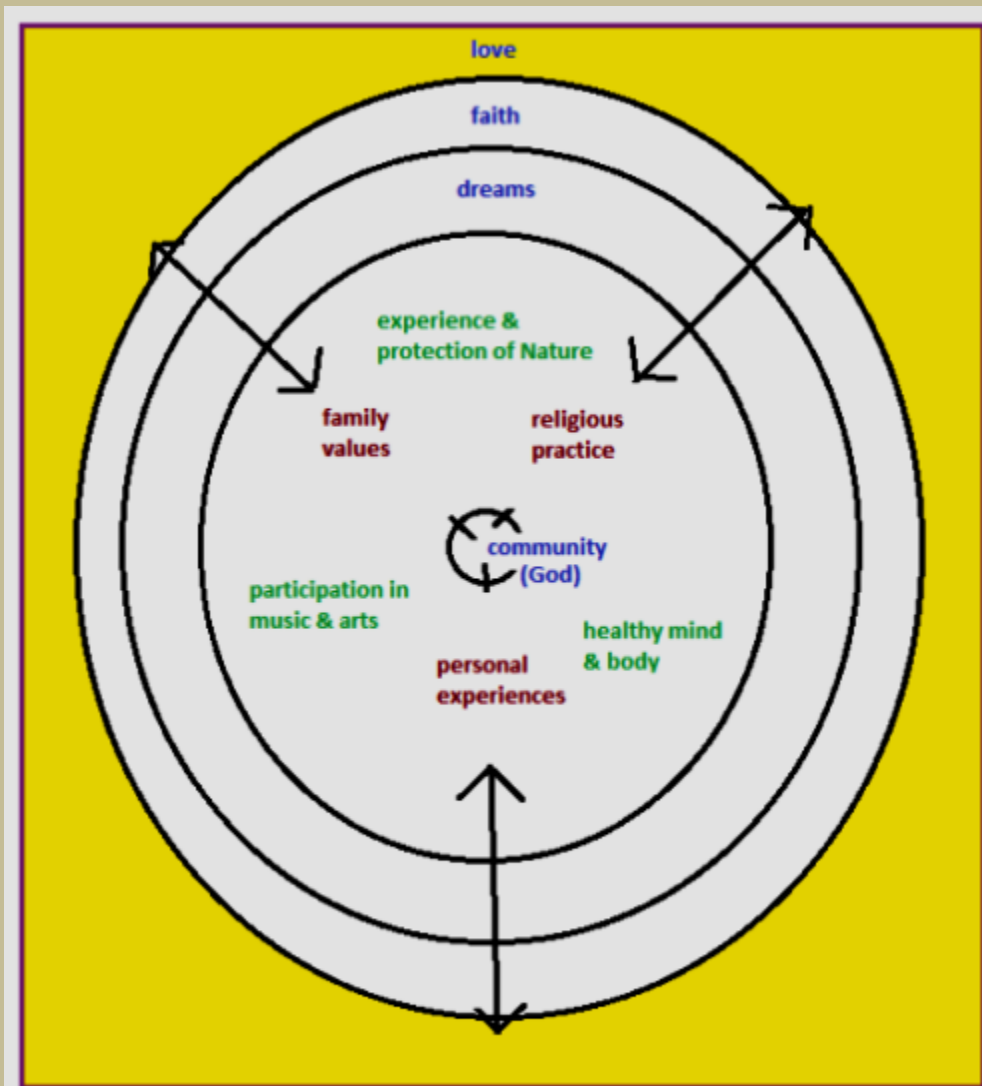 love
faith
dreams
experience &
protection of Nature
family
values
religious
practice
community
(God)
participation in
music & arts
healthy mind
& body
personal
experiences